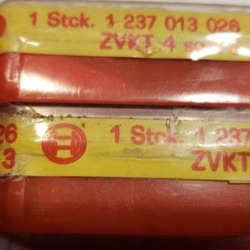 1 Stck. 1 237 013 026
ZVKT 4
26 1 Stck. 1 237
3 ZVKT